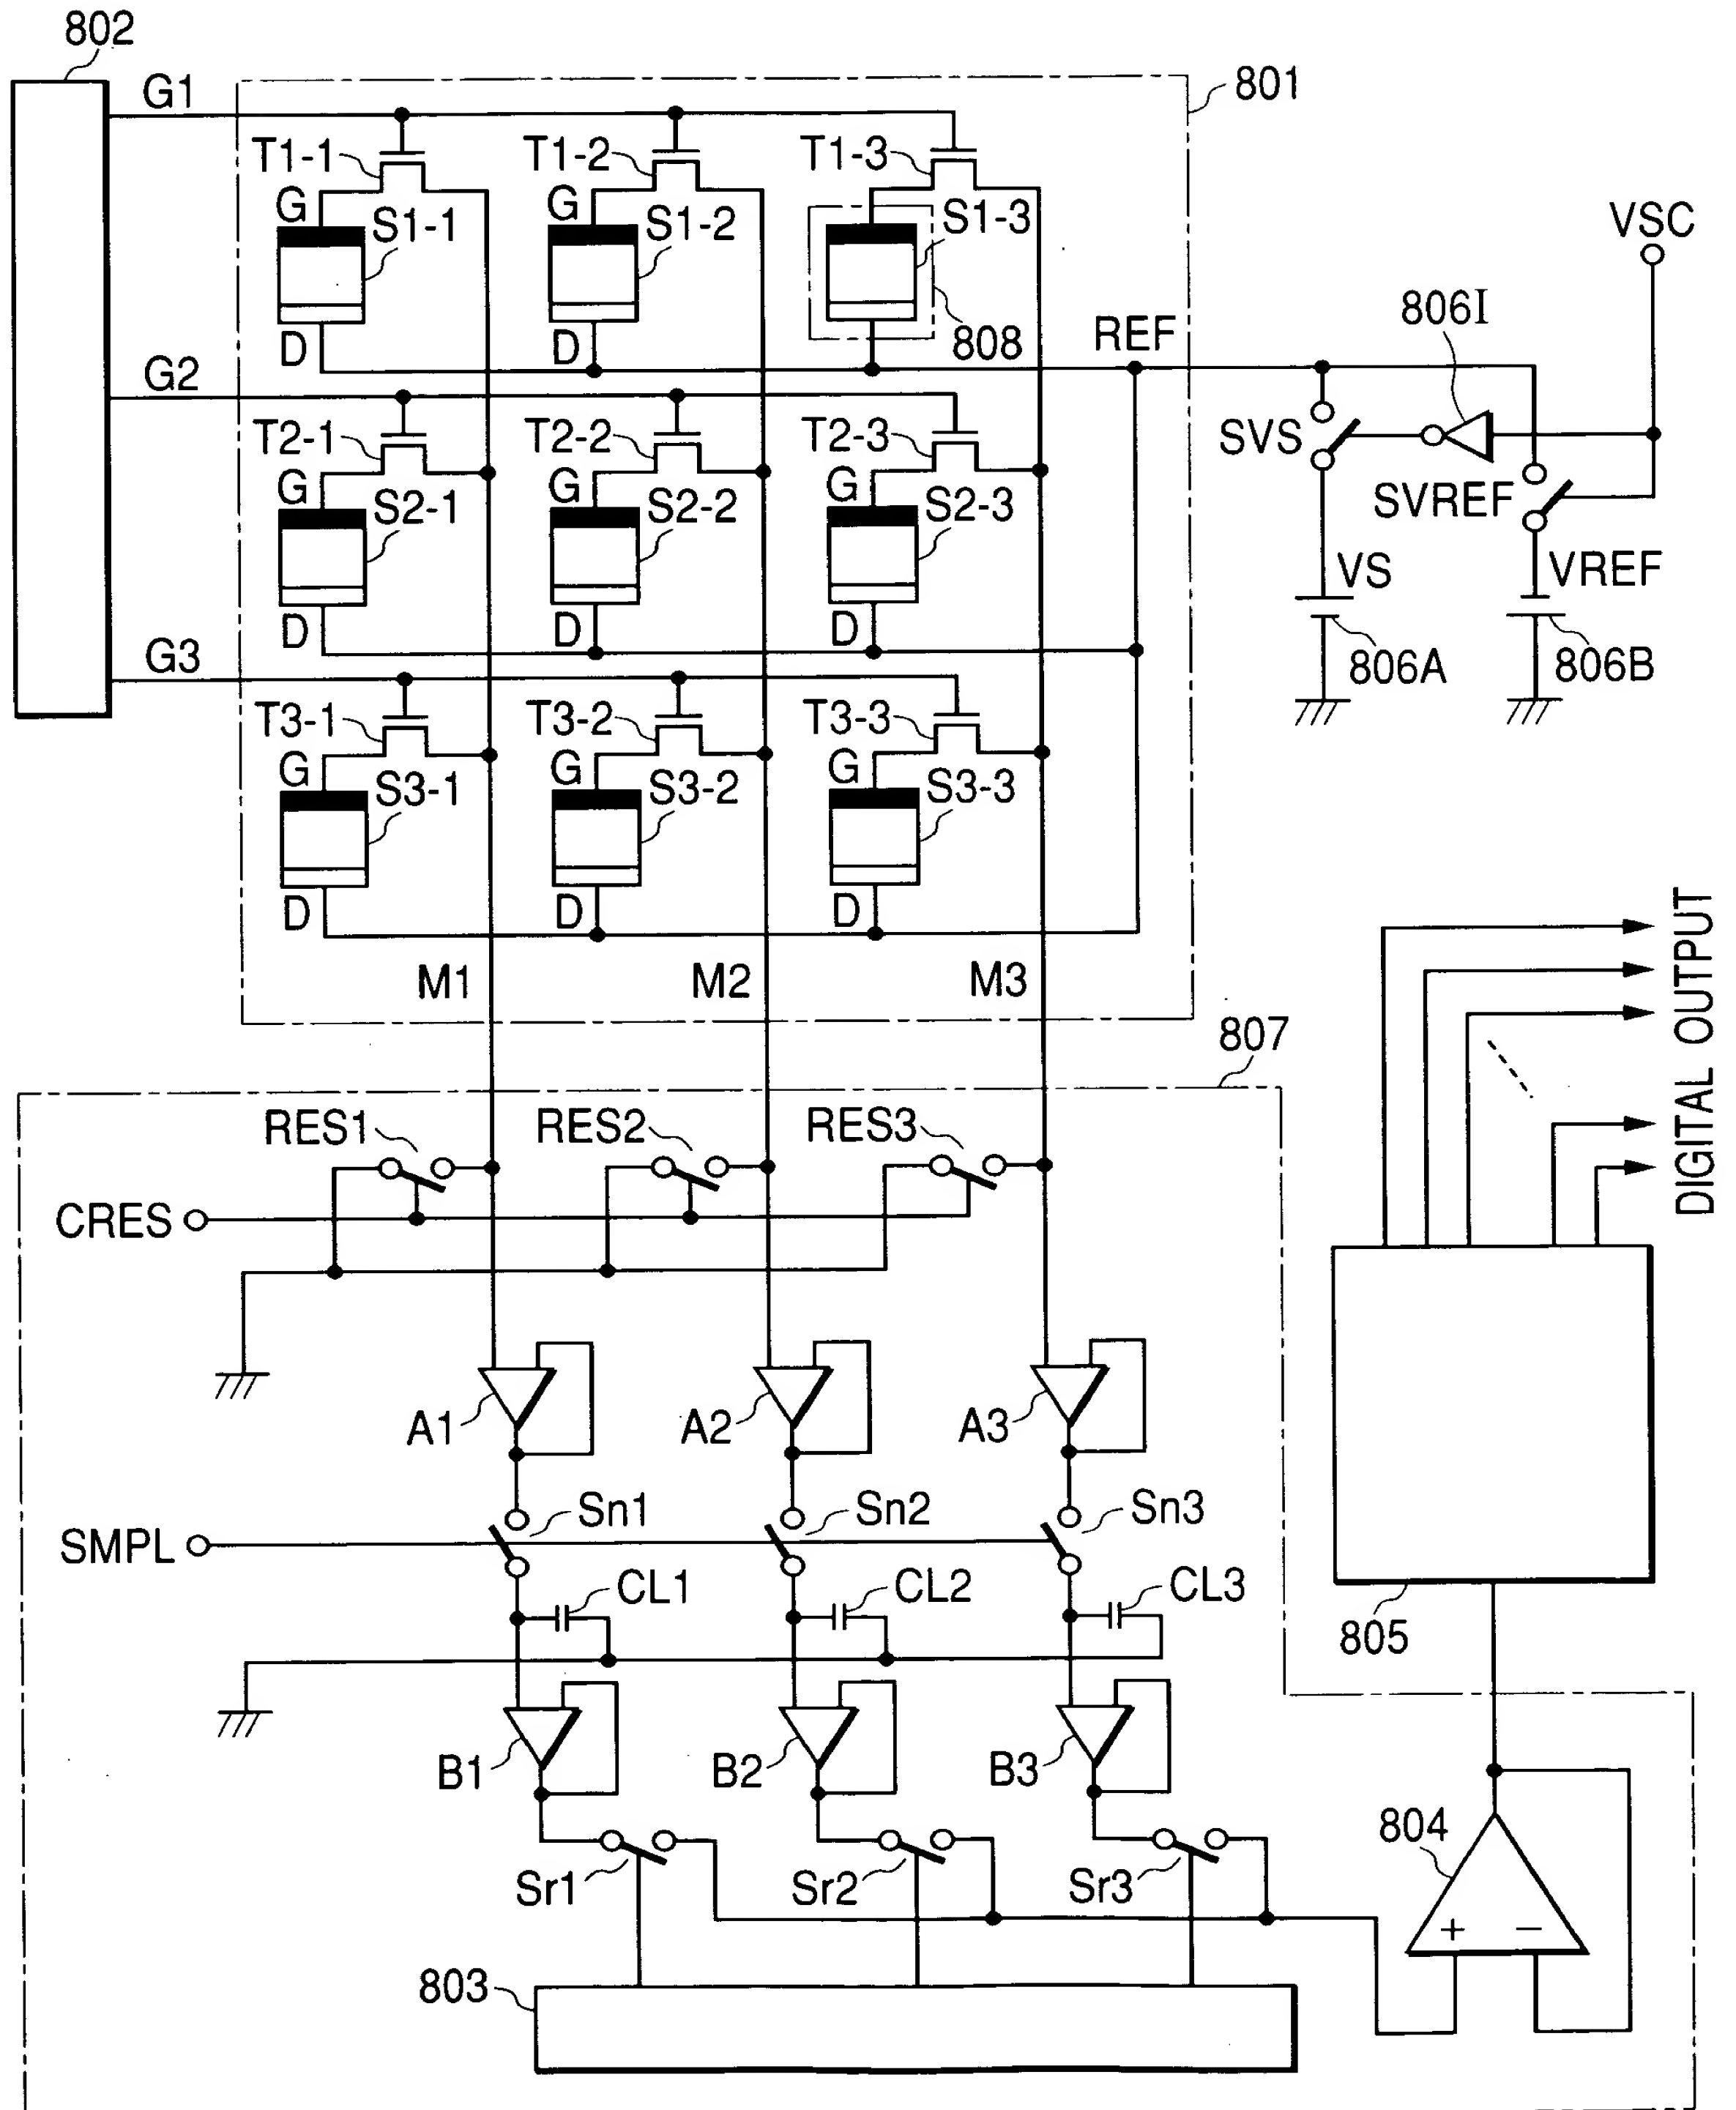 802
G1
801
T1-1
T1-2
T1-3
G
S1-1
G
S1-2
S1-3
VSC
806I
D
D
808
REF
G2
T2-1
T2-2
T2-3
SVS
G
S2-1
G
S2-2
G
S2-3
SVREF
VS
VREF
D
D
D
806A
806B
G3
T3-1
T3-2
T3-3
G
S3-1
G
S3-2
G
S3-3
D
D
D
M1
M2
M3
DIGITAL OUTPUT
807
RES1
RES2
RES3
CRES
A1
A2
A3
Sn1
Sn2
Sn3
SMPL
CL1
CL2
CL3
805
B1
B2
B3
804
Sr1
Sr2
Sr3
+
−
803